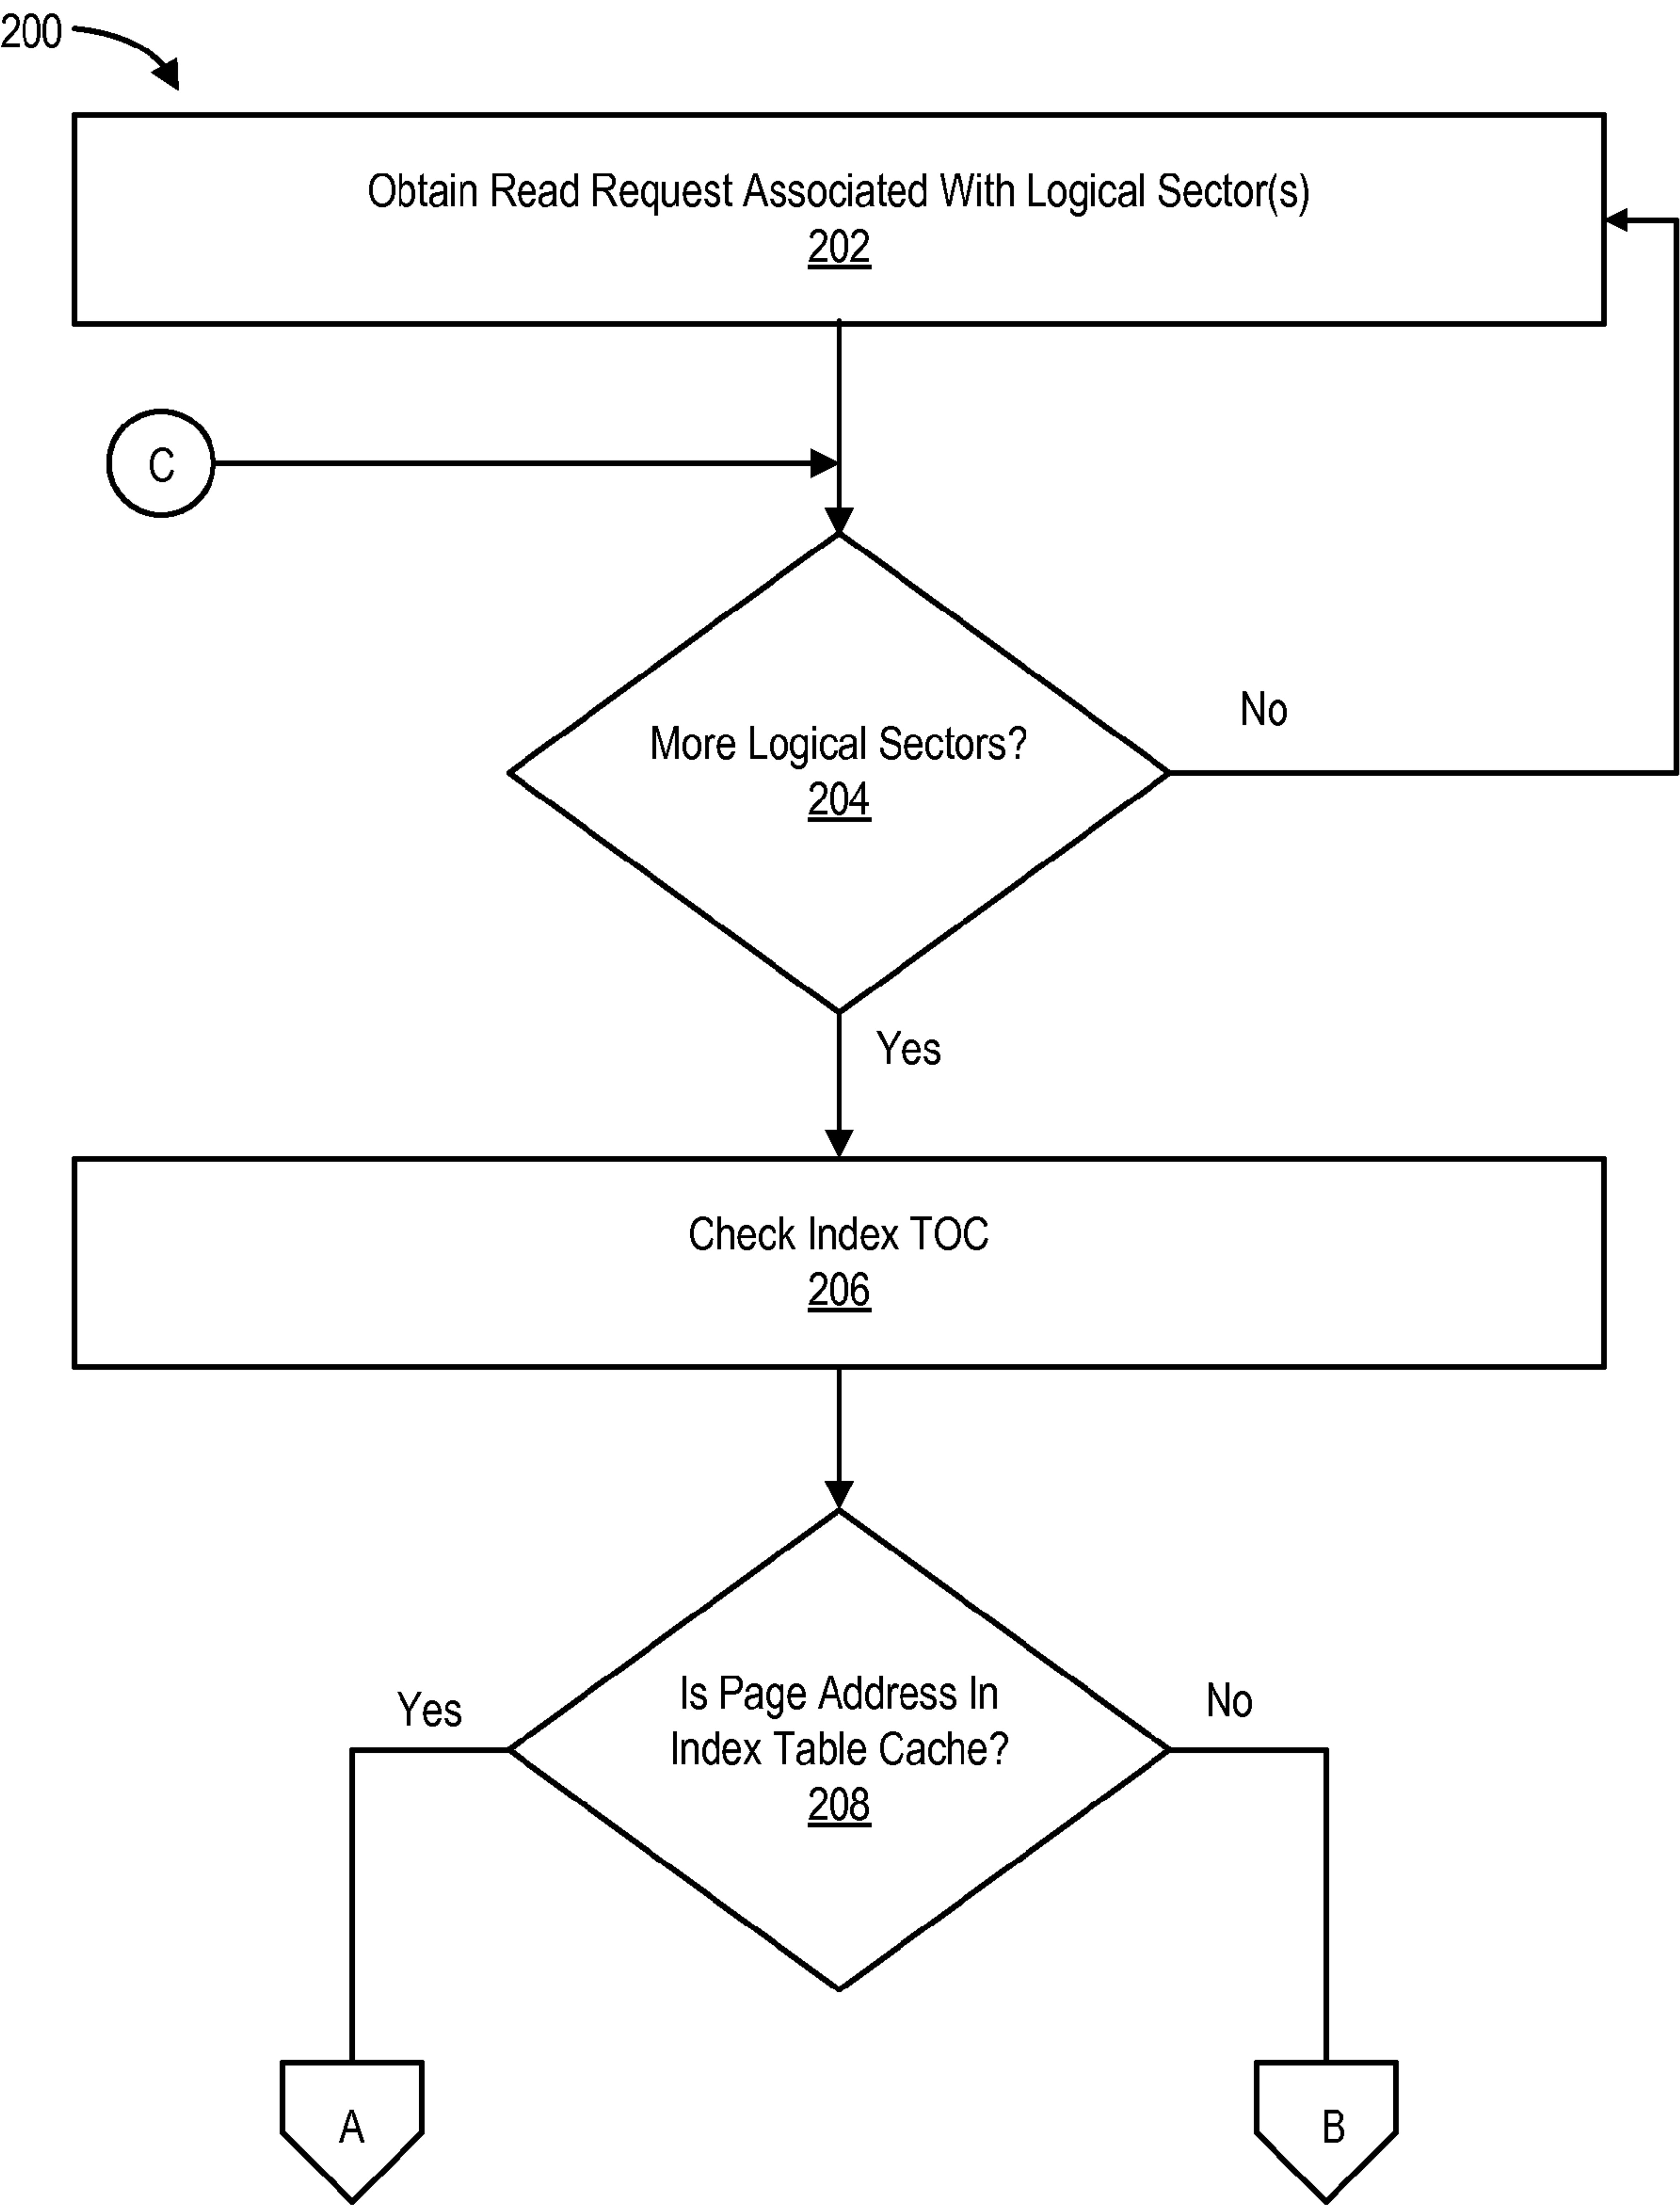 200
Obtain Read Request Associated With Logical Sector(s)
202
C
More Logical Sectors?
204
No
Yes
Check Index TOC
206
Is Page Address In
Index Table Cache?
208
Yes
No
A
B